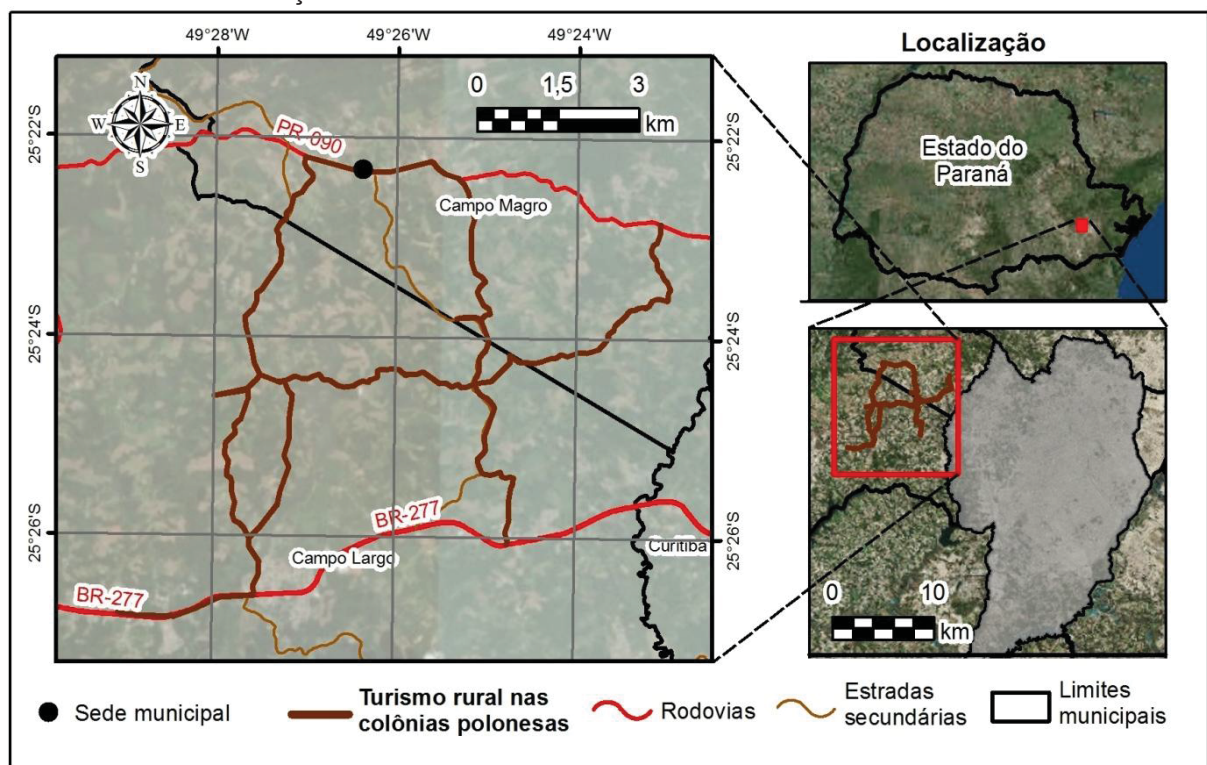 49°28'W
49°26'W
49°24'W
Localização
N
W
E
S
0
1,5
3
km
25°22'S
25°22'S
PR-090
Estado do
Paraná
Campo Magro
25°24'S
25°24'S
25°26'S
25°26'S
BR-277
Curitiba
Campo Largo
BR-277
0
10
km
Sede municipal
Turismo rural nas
colônias polonesas
Rodovias
Estradas
secundárias
Limites
municipais